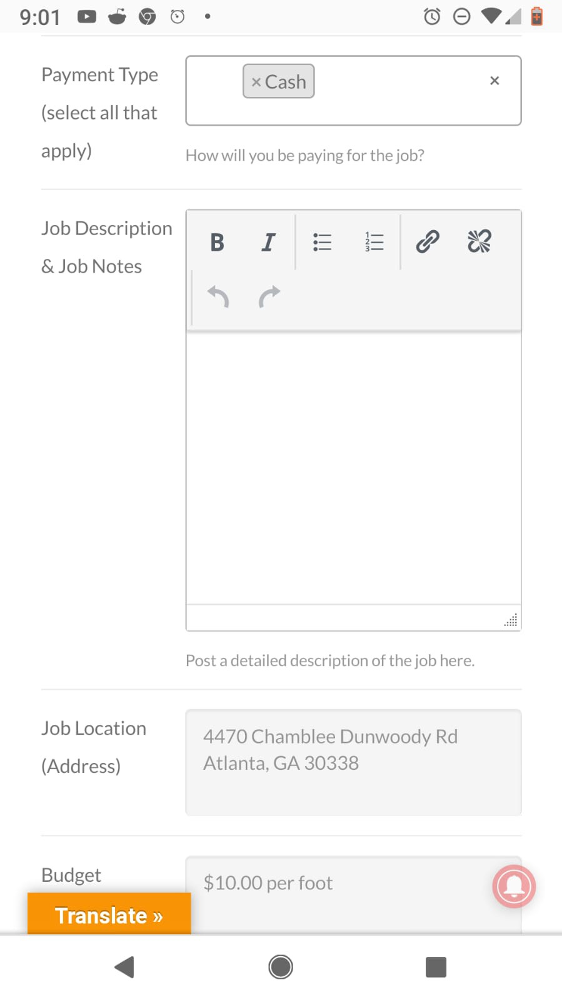 9:01
Payment Type
(select all that
apply)
× Cash ×
How will you be paying for the job?
Job Description
& Job Notes
B I
Post a detailed description of the job here.
Job Location
(Address)
4470 Chamblee Dunwoody Rd
Atlanta, GA 30338
Budget
$10.00 per foot
Translate »